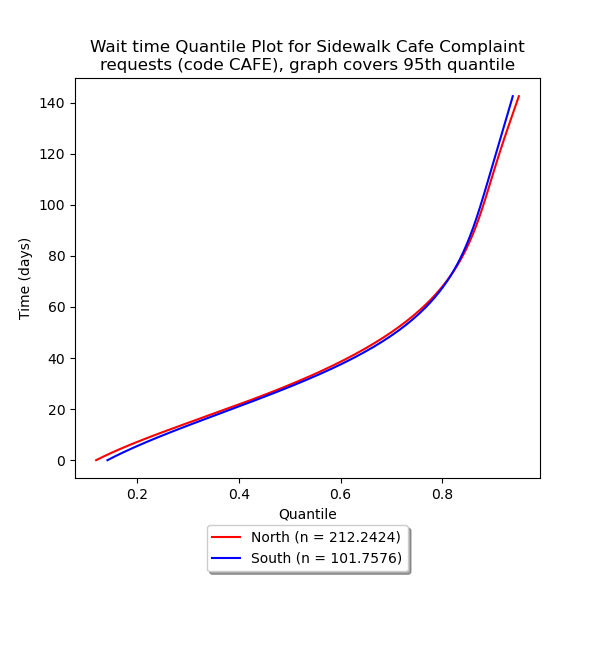 Wait time Quantile Plot for Sidewalk Cafe Complaint
requests (code CAFE), graph covers 95th quantile
Time (days)
140
120
100
80
60
40
20
0
0.2 0.4 0.6 0.8
Quantile
North (n = 212.2424)
South (n = 101.7576)